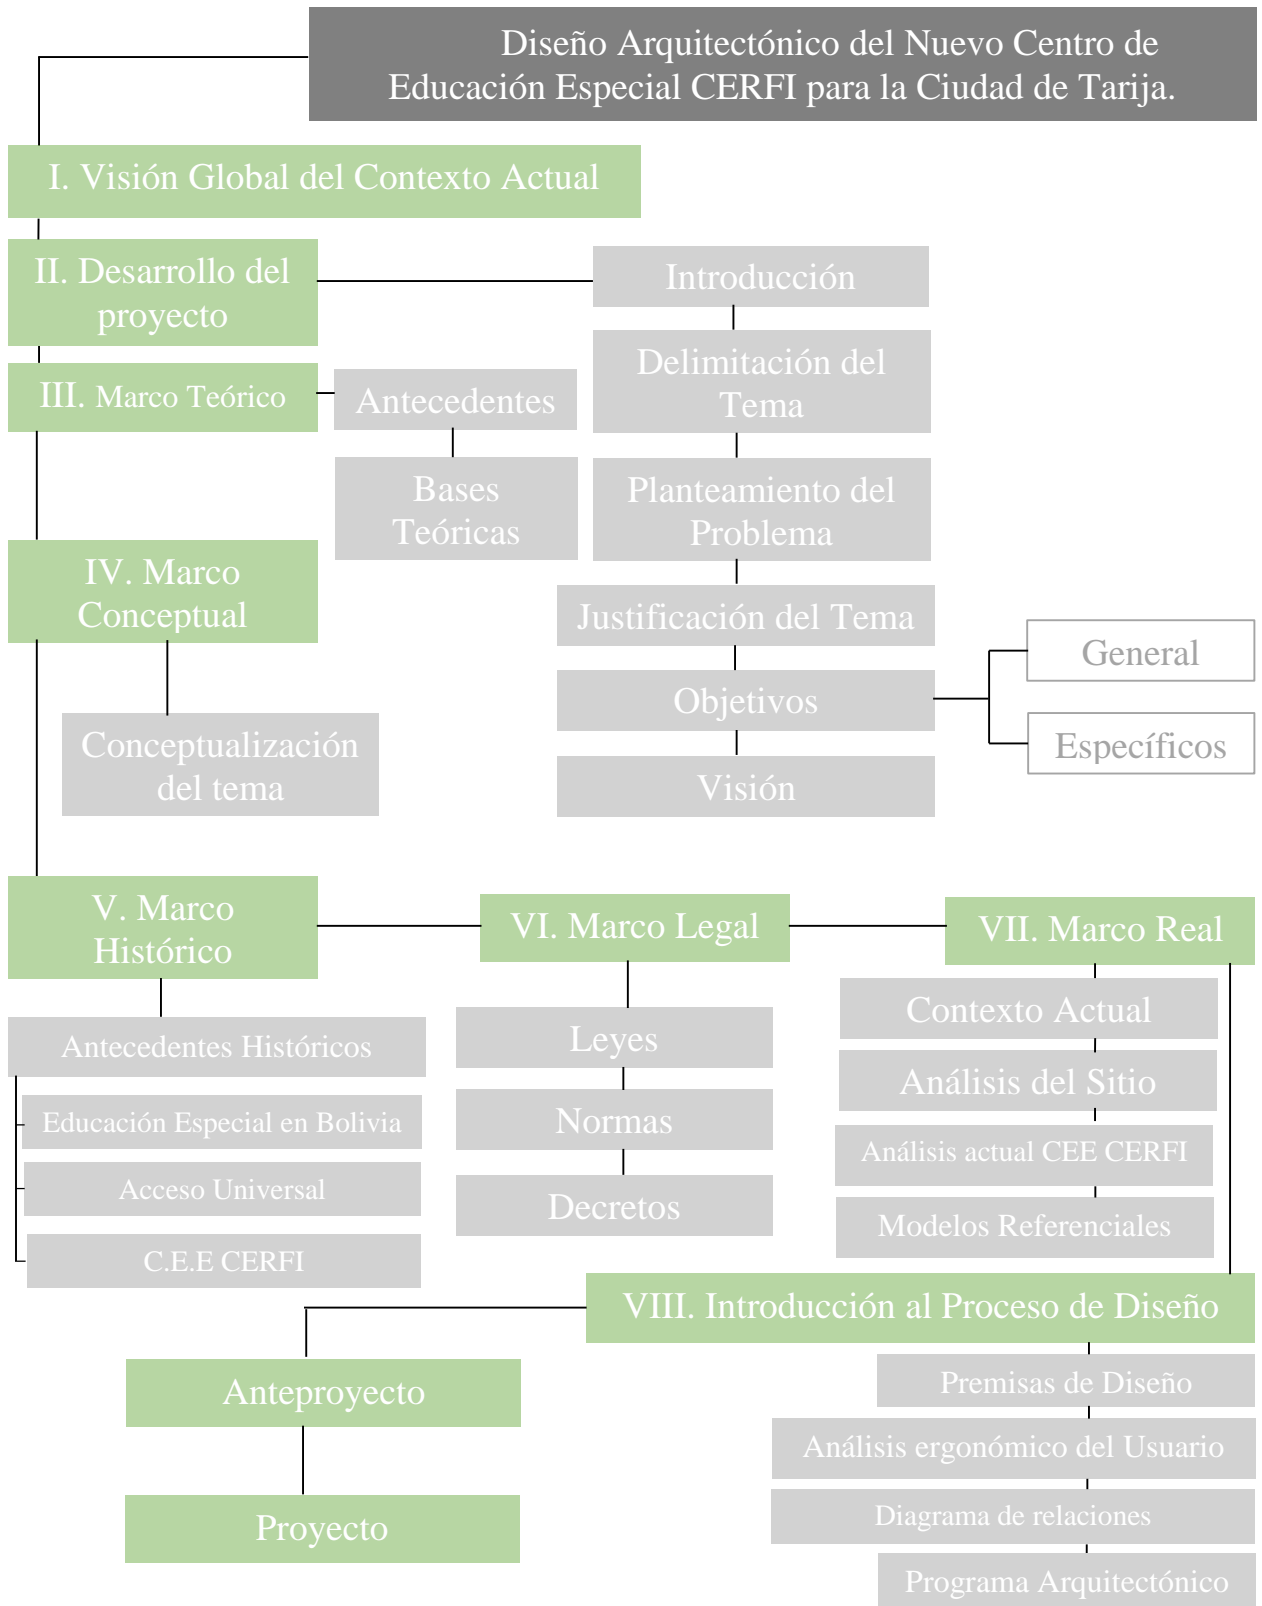 Diseño Arquitectónico del Nuevo Centro de
Educación Especial CERFI para la Ciudad de Tarija.
I. Visión Global del Contexto Actual
II. Desarrollo del
proyecto
Introducción
Delimitación del
Tema
III. Marco Teórico
Antecedentes
Bases
Teóricas
Planteamiento del
Problema
IV. Marco
Conceptual
Justificación del Tema
General
Objetivos
Específicos
Conceptualización
del tema
Visión
V. Marco
Histórico
VI. Marco Legal
VII. Marco Real
Antecedentes Históricos
Educación Especial en Bolivia
Acceso Universal
C.E.E CERFI
Leyes
Normas
Decretos
Contexto Actual
Análisis del Sitio
Análisis actual CEE CERFI
Modelos Referenciales
VIII. Introducción al Proceso de Diseño
Anteproyecto
Proyecto
Premisas de Diseño
Análisis ergonómico del Usuario
Diagrama de relaciones
Programa Arquitectónico